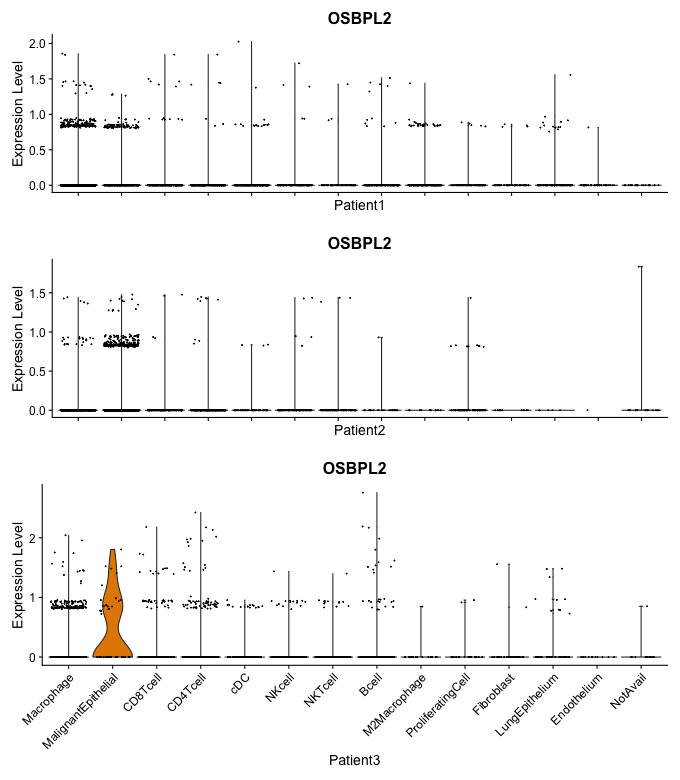 OSBPL2
Expression Level
2.0
1.5
1.0
0.5
0.0
Patient1
OSBPL2
Expression Level
1.5
1.0
0.5
0.0
Patient2
OSBPL2
Expression Level
2
1
0
Macrophage
MalignantEpithelial
CD8Tcell
CD4Tcell
cDC
NKcell
NKTcell
Bcell
M2Macrophage
ProliferatingCell
Fibroblast
LungEpithelium
Endothelium
NotAvail
Patient3